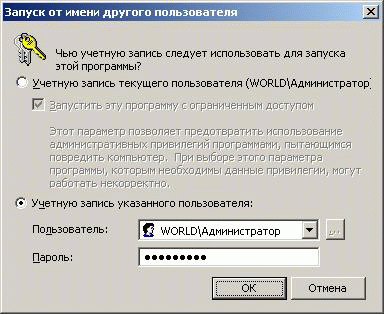 Запуск от имени другого пользователя
Чью учетную запись следует использовать для запуска
этой программы?
Учетную запись текущего пользователя (WORLD\Администратор)
Запустить эту программу с ограниченным доступом
Этот параметр позволяет предотвратить использование
административных привилегий программами, пытающимся
повредить компьютер. При выборе этого параметра
программы, которым необходимы данные привилегии, могут
работать некорректно.
Учетную запись указанного пользователя:
Пользователь:
WORLD\Администратор
...
Пароль:
●●●●●●●●●
OK
Отмена